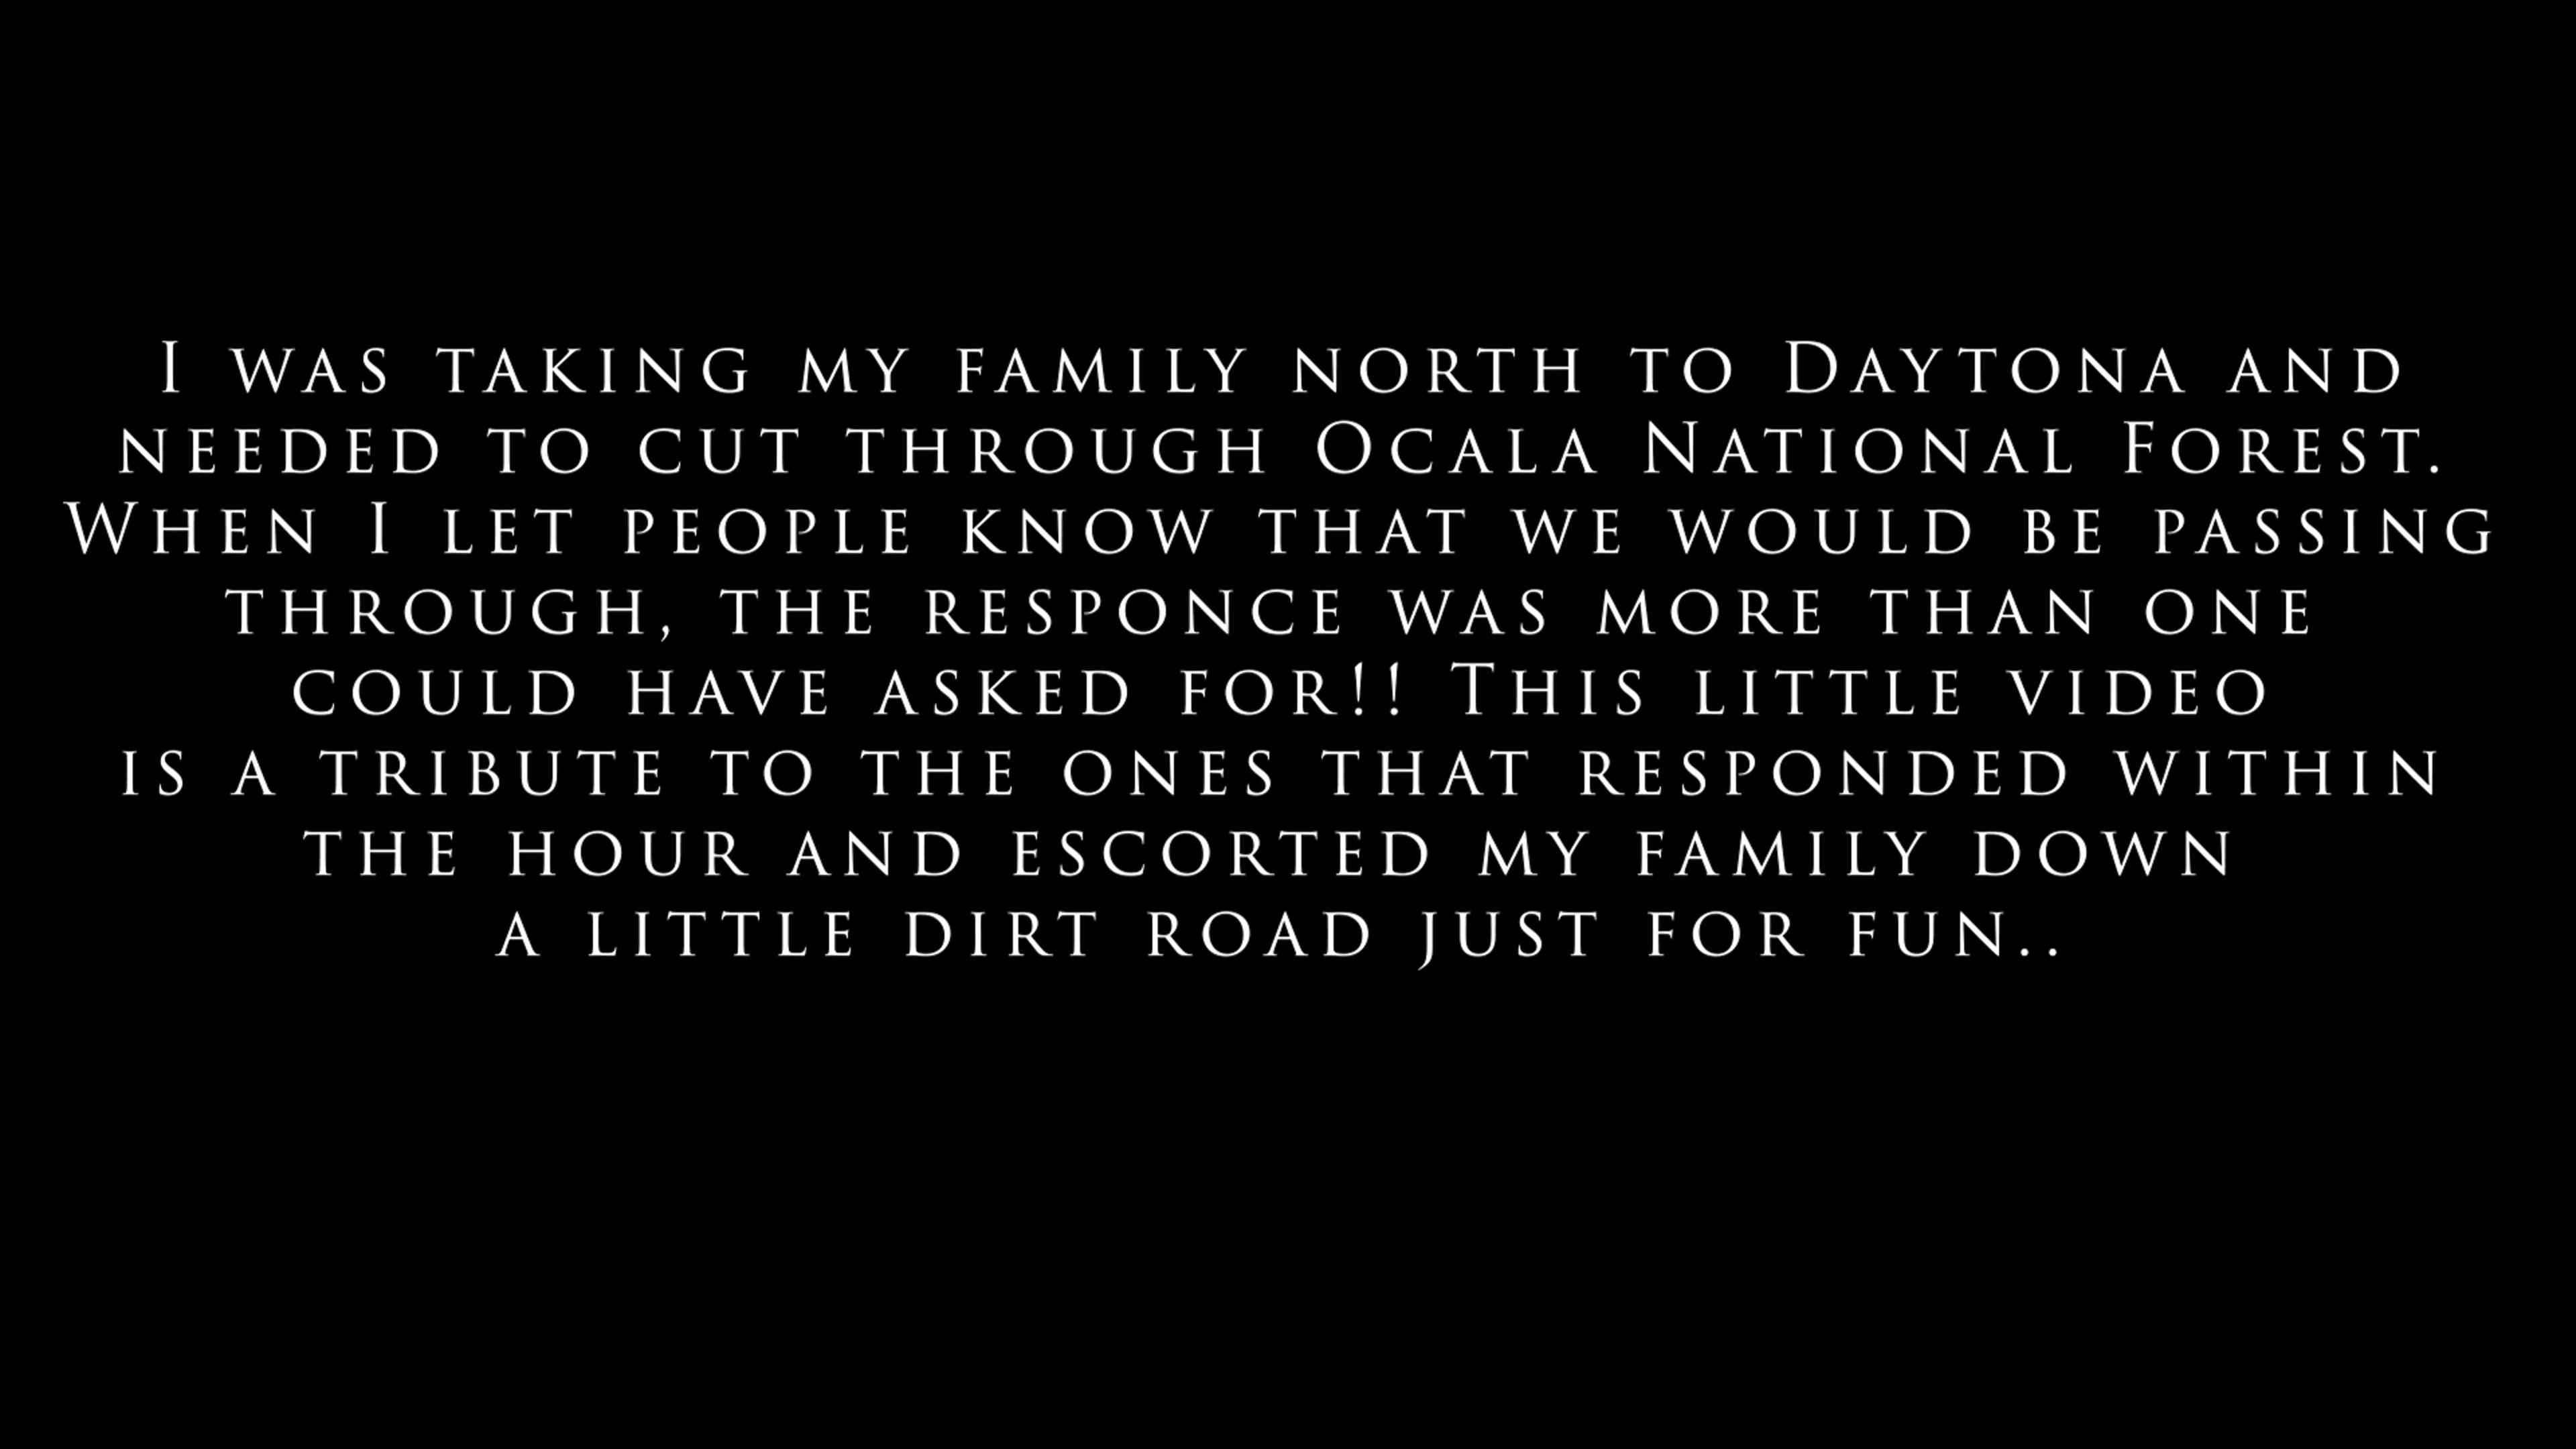 I was taking my family north to Daytona and
needed to cut through Ocala National Forest.
When I let people know that we would be passing
through, the responce was more than one
could have asked for!! This little video
is a tribute to the ones that responded within
the hour and escorted my family down
a little dirt road just for fun..